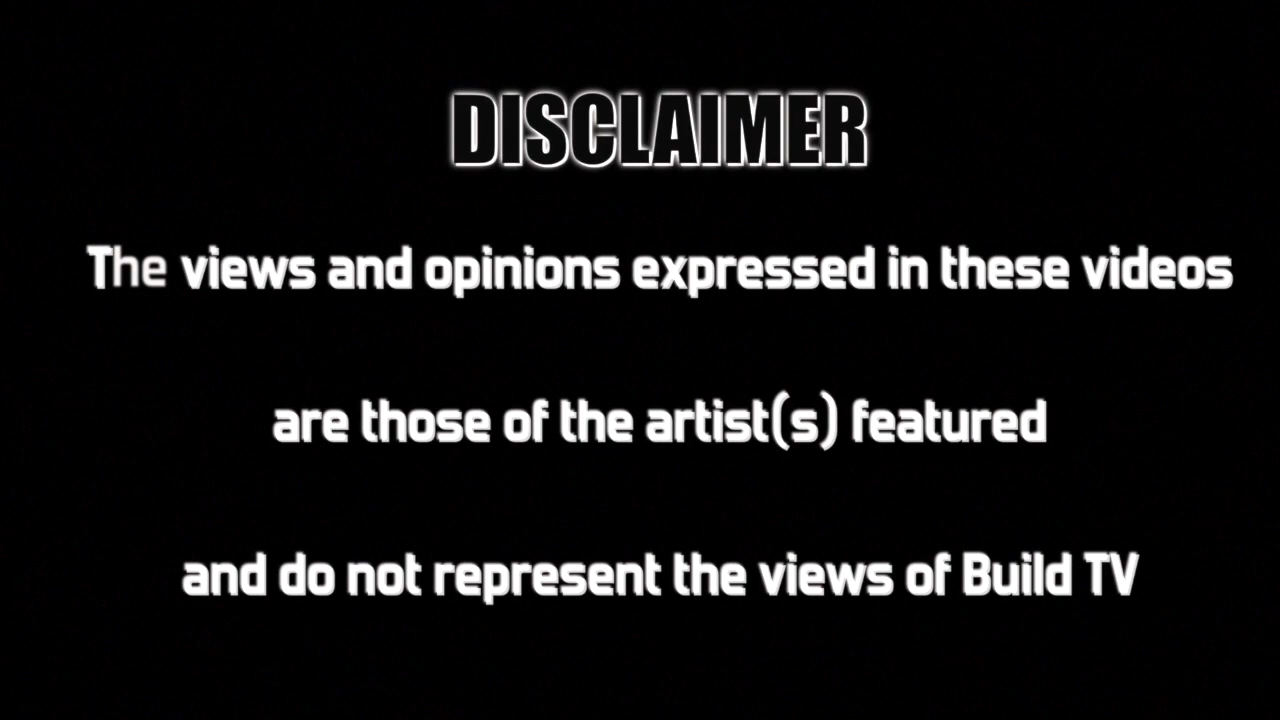 DISCLAIMER
The views and opinions expressed in these videos
are those of the artist(s) featured
and do not represent the views of Build TV